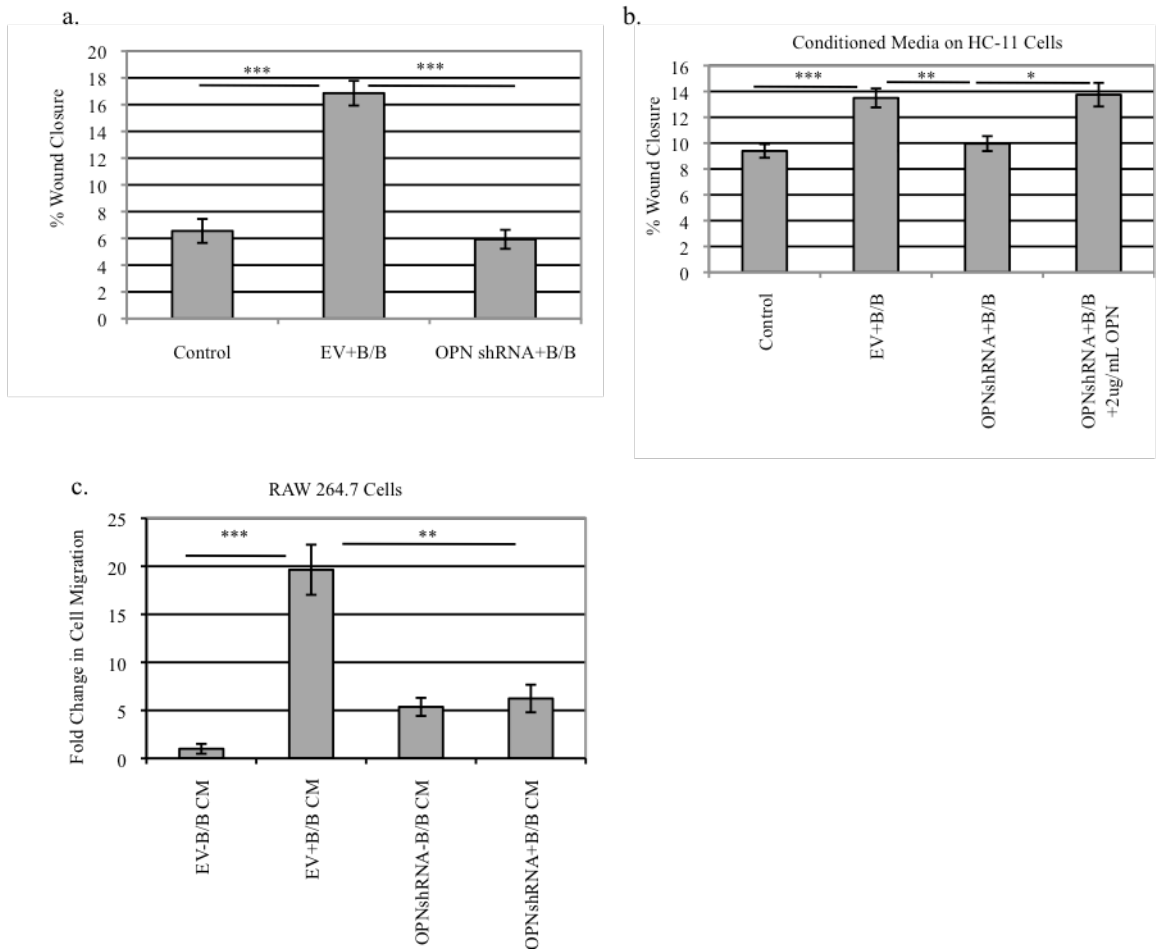 a.
20
18
16
14
12
10
8
6
4
2
0
% Wound Closure
*** ***
Control EV+B/B OPN shRNA+B/B
b.
Conditioned Media on HC-11 Cells
16
14
12
10
8
6
4
2
0
% Wound Closure
*** ** *
Control
EV+B/B
OPNshRNA+B/B
OPNshRNA+B/B
+2ug/mL OPN
c.
RAW 264.7 Cells
25
20
15
10
5
0
Fold Change in Cell Migration
*** **
EV-B/B CM
EV+B/B CM
OPNshRNA-B/B CM
OPNshRNA+B/B CM